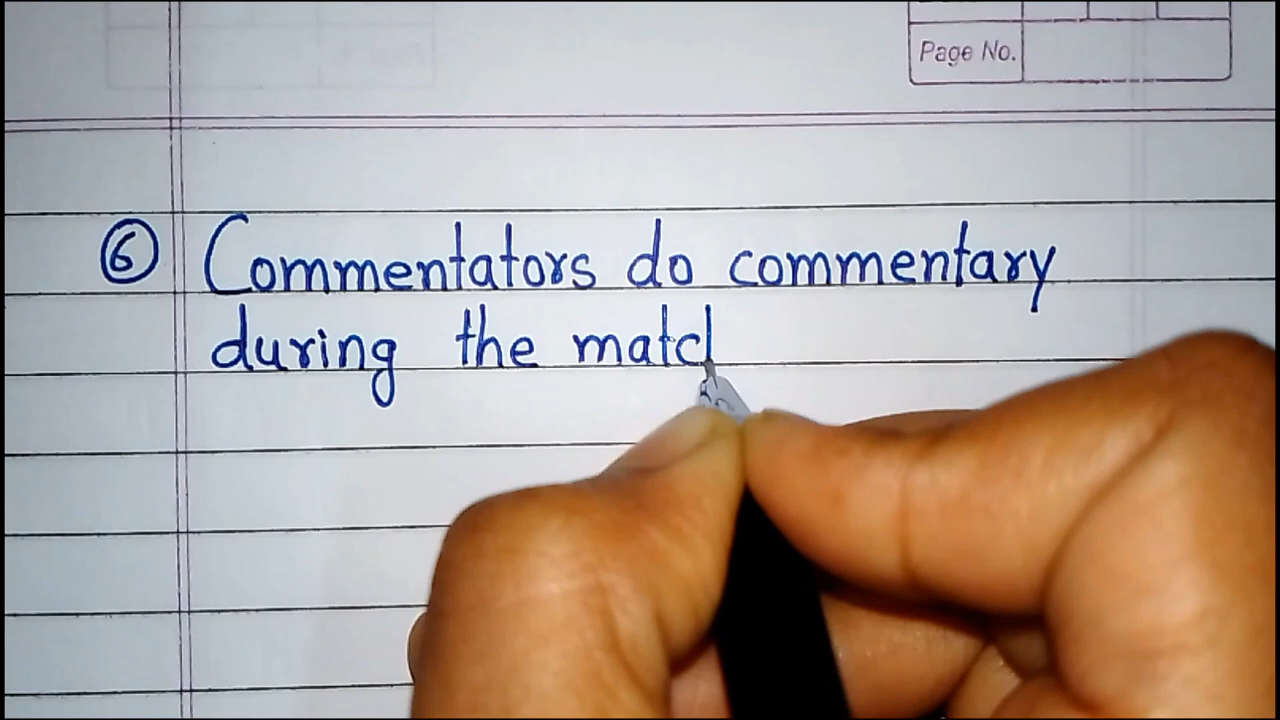 Page No.
⑥ Commentators do commentary
during the matc